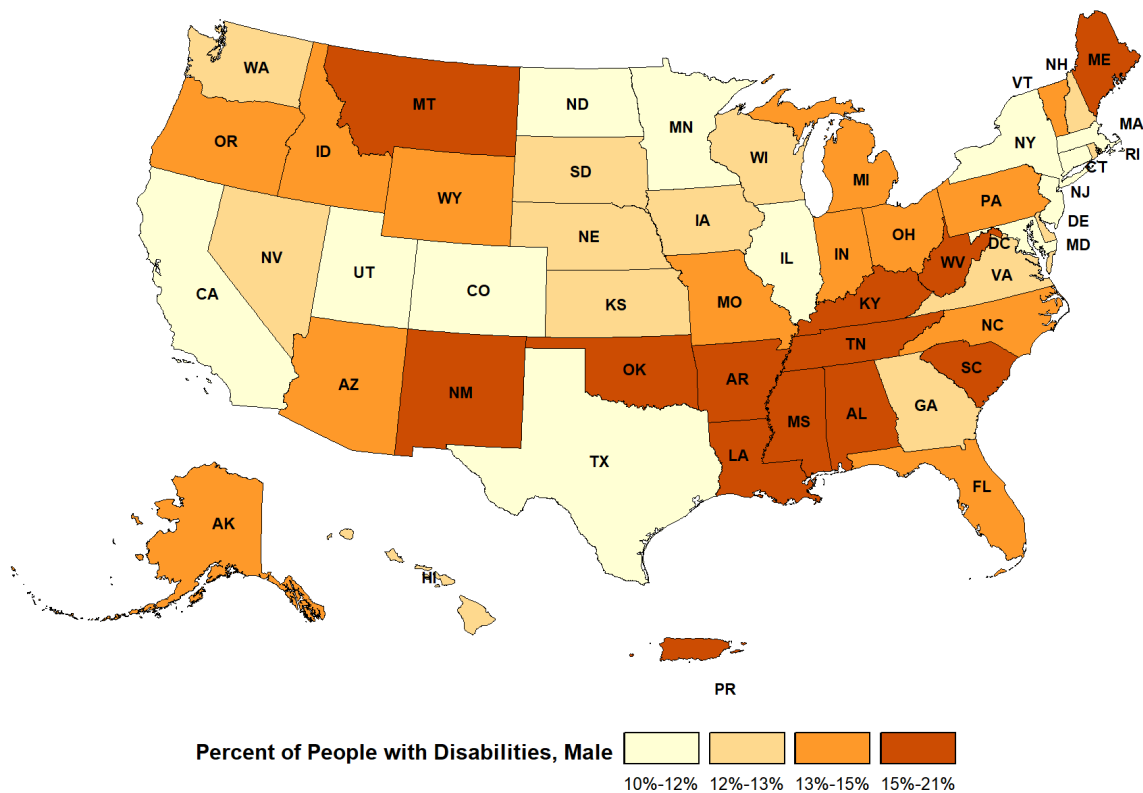 WA
NH
ME
VT
MT
ND
MN
MA
OR
ID
NY
RI
WI
SD
CT
MI
WY
NJ
PA
IA
DE
NE
OH
MD
DC
NV
IN
IL
WV
UT
VA
CO
CA
KS
MO
KY
NC
TN
OK
SC
AZ
AR
NM
GA
MS
AL
LA
TX
FL
AK
HI
PR
Percent of People with Disabilities, Male
10%-12% 12%-13% 13%-15% 15%-21%